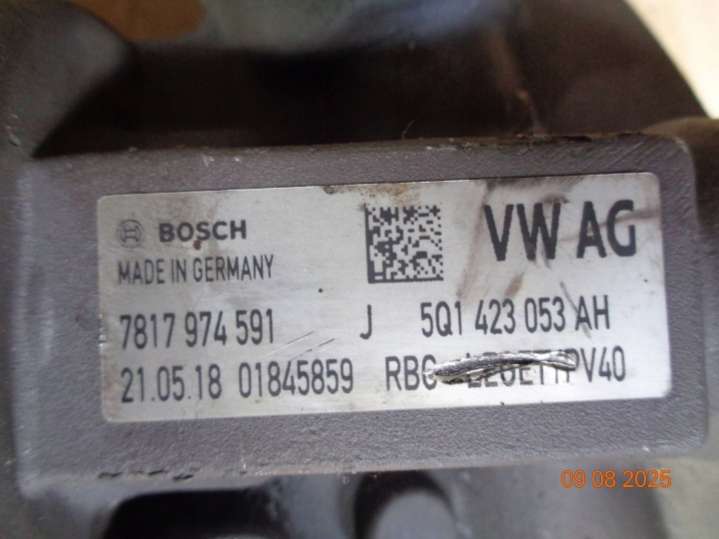 BOSCH
VW AG
MADE IN GERMANY
7817 974 591 J 5Q1 423 053 AH
21.05.18 01845859
09 08 2025